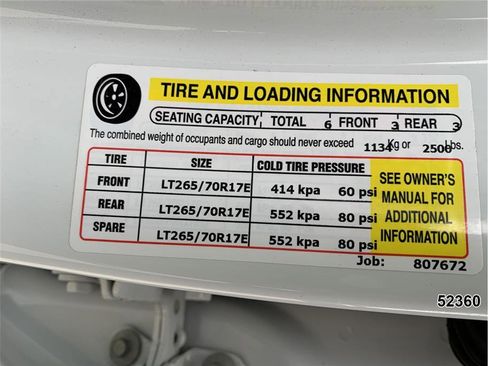 TIRE AND LOADING INFORMATION
SEATING CAPACITY TOTAL 6 FRONT 3 REAR 3
The combined weight of occupants and cargo should never exceed 1134 Kg or 2500 lbs.
TIRE SIZE COLD TIRE PRESSURE
FRONT LT265/70R17E 414 kpa 60 psi
REAR LT265/70R17E 552 kpa 80 psi
SPARE LT265/70R17E 552 kpa 80 psi
SEE OWNER'S
MANUAL FOR
ADDITIONAL
INFORMATION
Job: 807672
52360